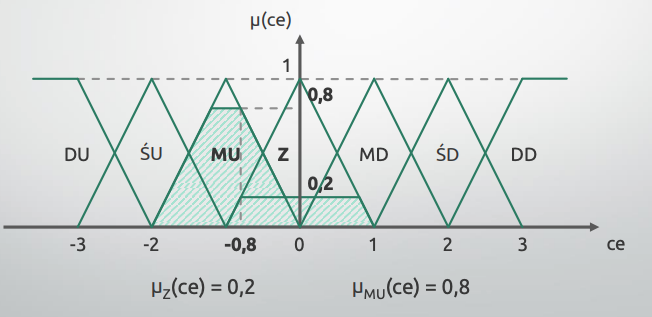 μ(ce)
1
0,8
DU ŚU MU Z MD ŚD DD
0,2
-3 -2 -0,8 0 1 2 3 ce
μZ(ce) = 0,2 μMU(ce) = 0,8